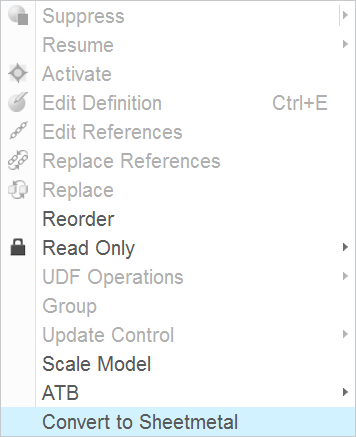 Suppress
Resume
Activate
Edit Definition Ctrl+E
Edit References
Replace References
Replace
Reorder
Read Only
UDF Operations
Group
Update Control
Scale Model
ATB
Convert to Sheetmetal